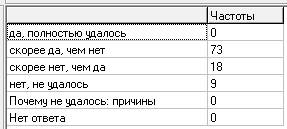 Частоты
да, полностью удалось 0
скорее да, чем нет 73
скорее нет, чем да 18
нет, не удалось 9
Почему не удалось: причины 0
Нет ответа 0